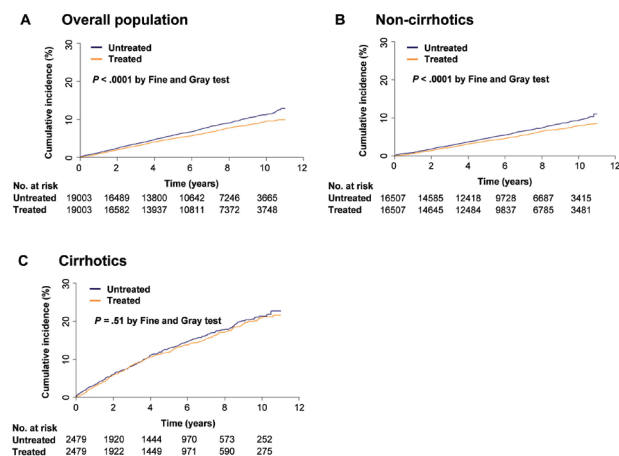 A Overall population
Cumulative incidence (%)
30
20
10
0
Untreated
Treated
P < .0001 by Fine and Gray test
0 2 4 6 8 10 12
Time (years)
No. at risk
Untreated 19003 16489 13800 10642 7246 3665
Treated 19003 16582 13937 10811 7372 3748
B Non-cirrhotics
Cumulative incidence (%)
30
20
10
0
Untreated
Treated
P < .0001 by Fine and Gray test
0 2 4 6 8 10 12
Time (years)
No. at risk
Untreated 16507 14585 12418 9728 6687 3415
Treated 16507 14645 12484 9837 6785 3481
C Cirrhotics
Cumulative incidence (%)
30
20
10
0
Untreated
Treated
P = .51 by Fine and Gray test
0 2 4 6 8 10 12
Time (years)
No. at risk
Untreated 2479 1920 1444 970 573 252
Treated 2479 1922 1449 971 590 275